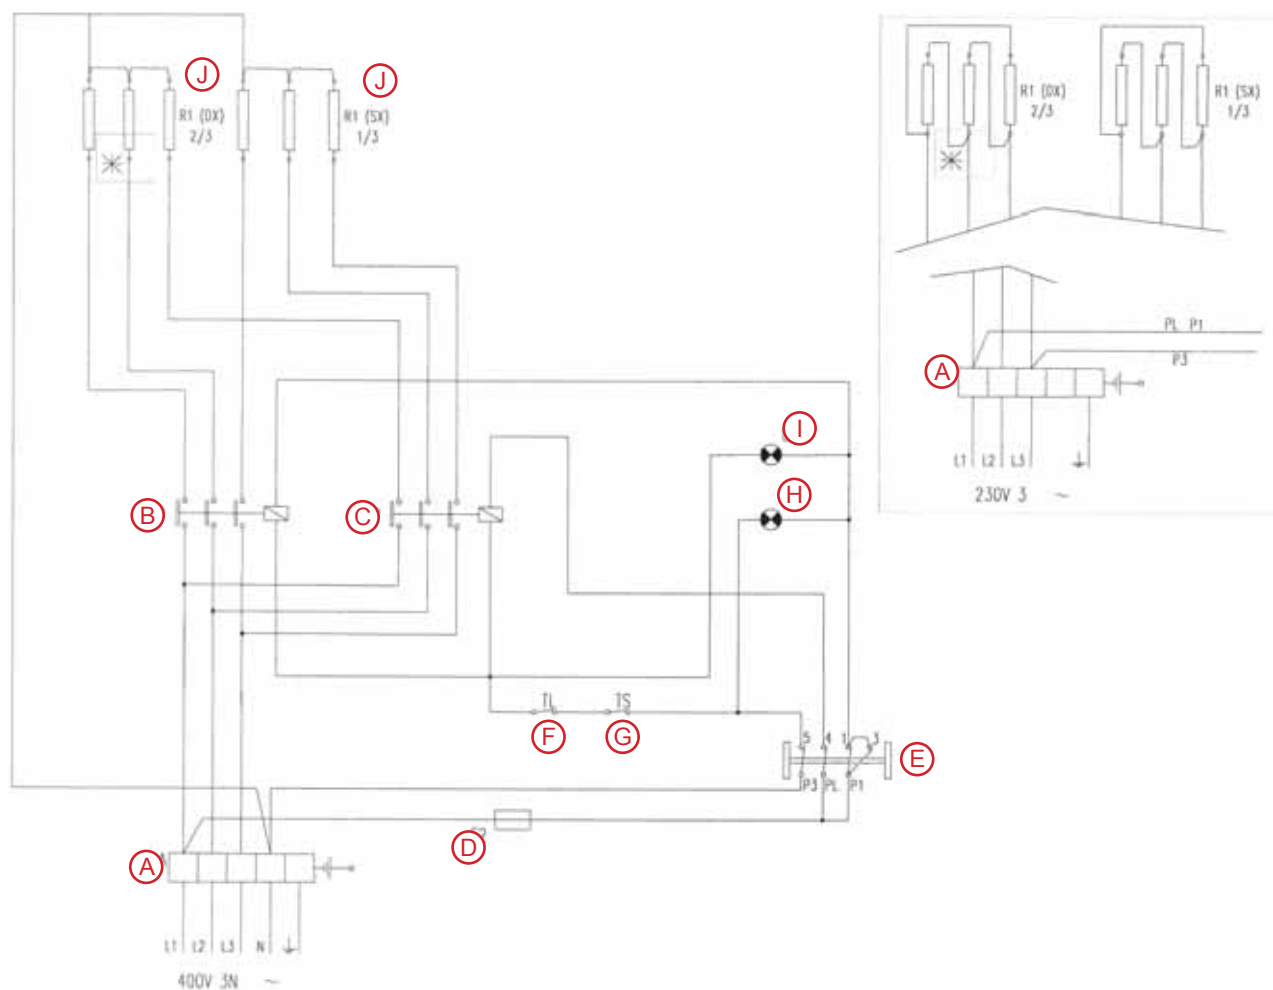 J
J
R1 (DX)
2/3
R1 (SX)
1/3
R1 (DX)
2/3
R1 (SX)
1/3
PL P1
P3
A
L1 L2 L3
230V 3 ~
I
H
B
C
TL
TS
F
G
5 4 1 3
E
P3 PL P1
D
A
L1 L2 L3 N
400V 3N ~